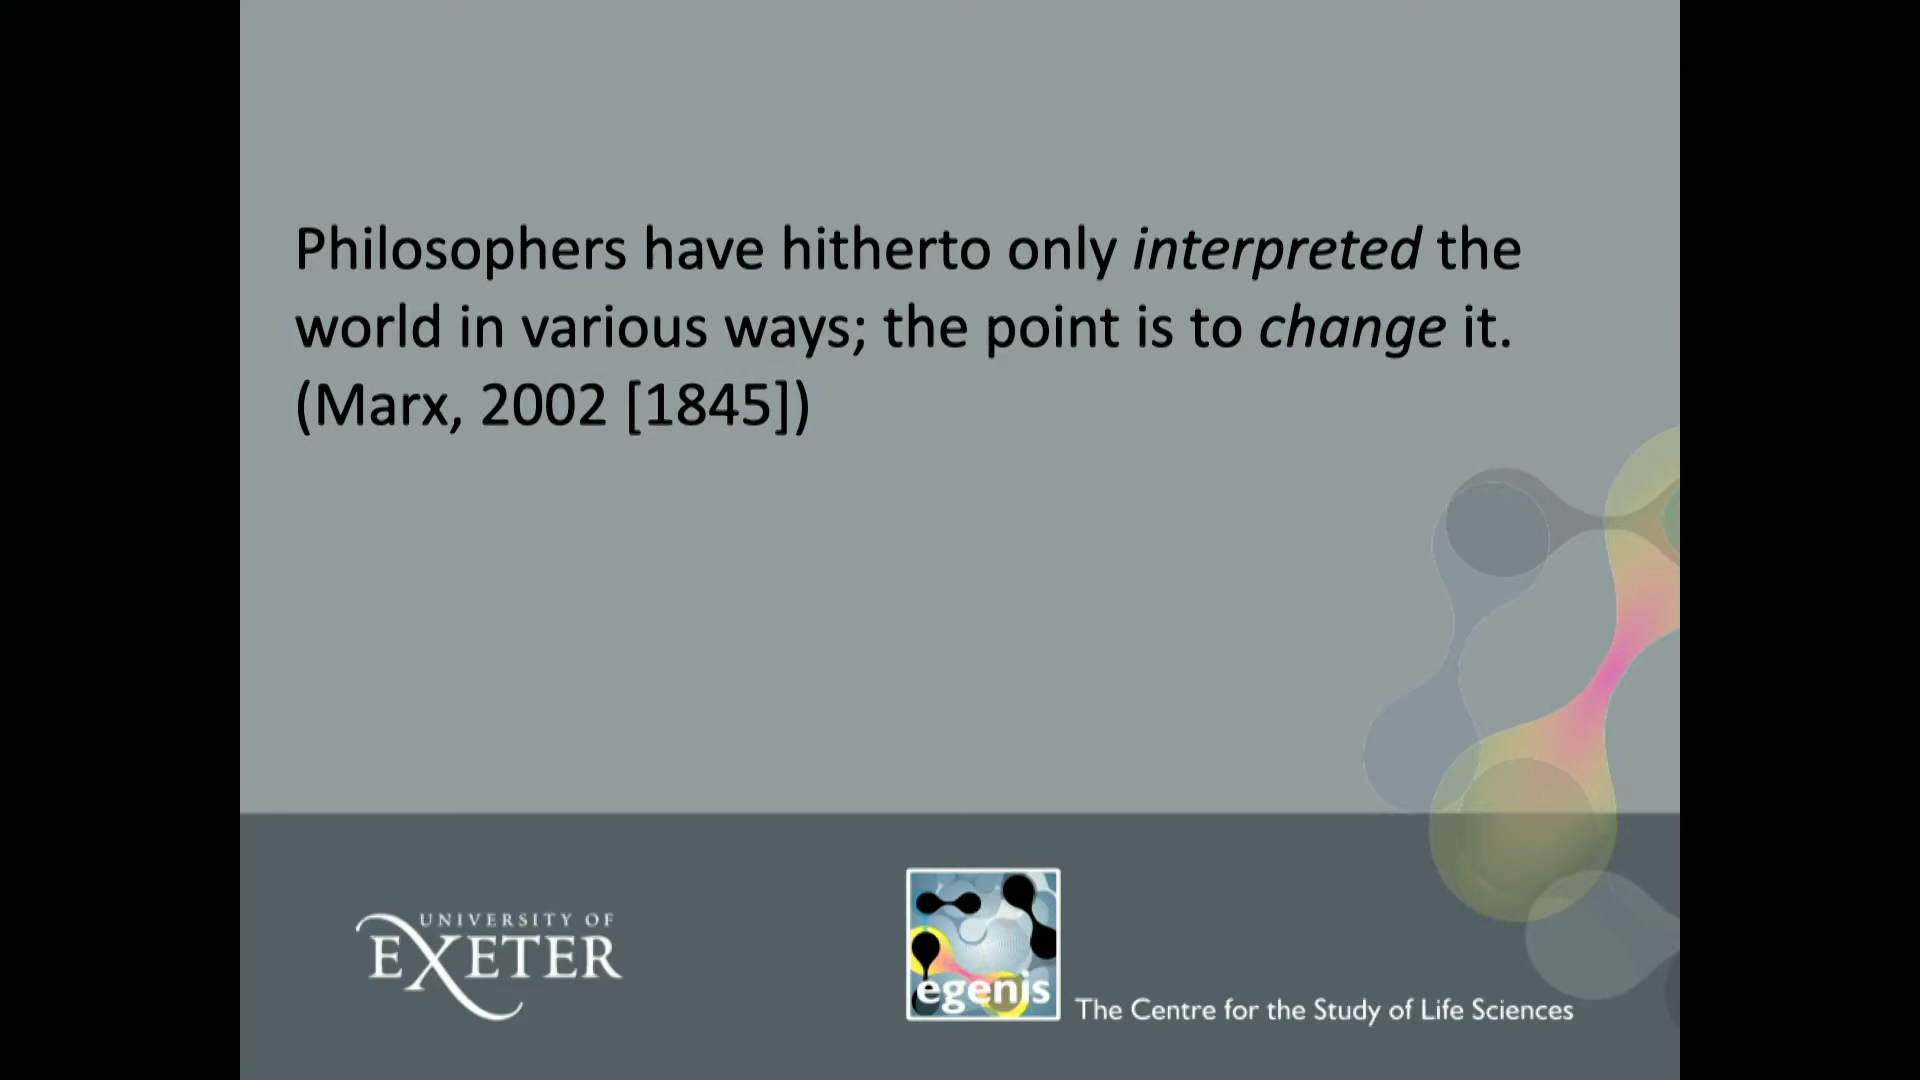 Philosophers have hitherto only interpreted the
world in various ways; the point is to change it.
(Marx, 2002 [1845])
UNIVERSITY OF
EXETER
egenis
The Centre for the Study of Life Sciences